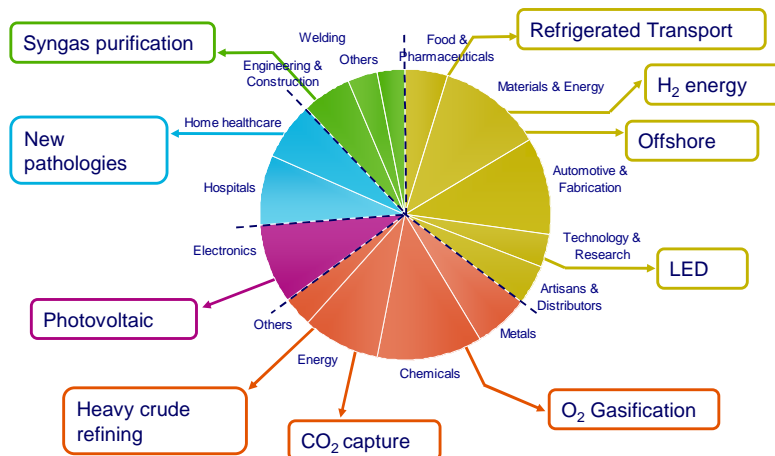 Syngas purification
Welding
Others
Engineering &
Construction
Food &
Pharmaceuticals
Refrigerated Transport
Materials & Energy
H₂ energy
Offshore
Home healthcare
New
pathologies
Hospitals
Automotive &
Fabrication
Electronics
Technology &
Research
LED
Artisans &
Distributors
Photovoltaic
Others
Metals
Energy
Chemicals
Heavy crude
refining
CO₂ capture
O₂ Gasification